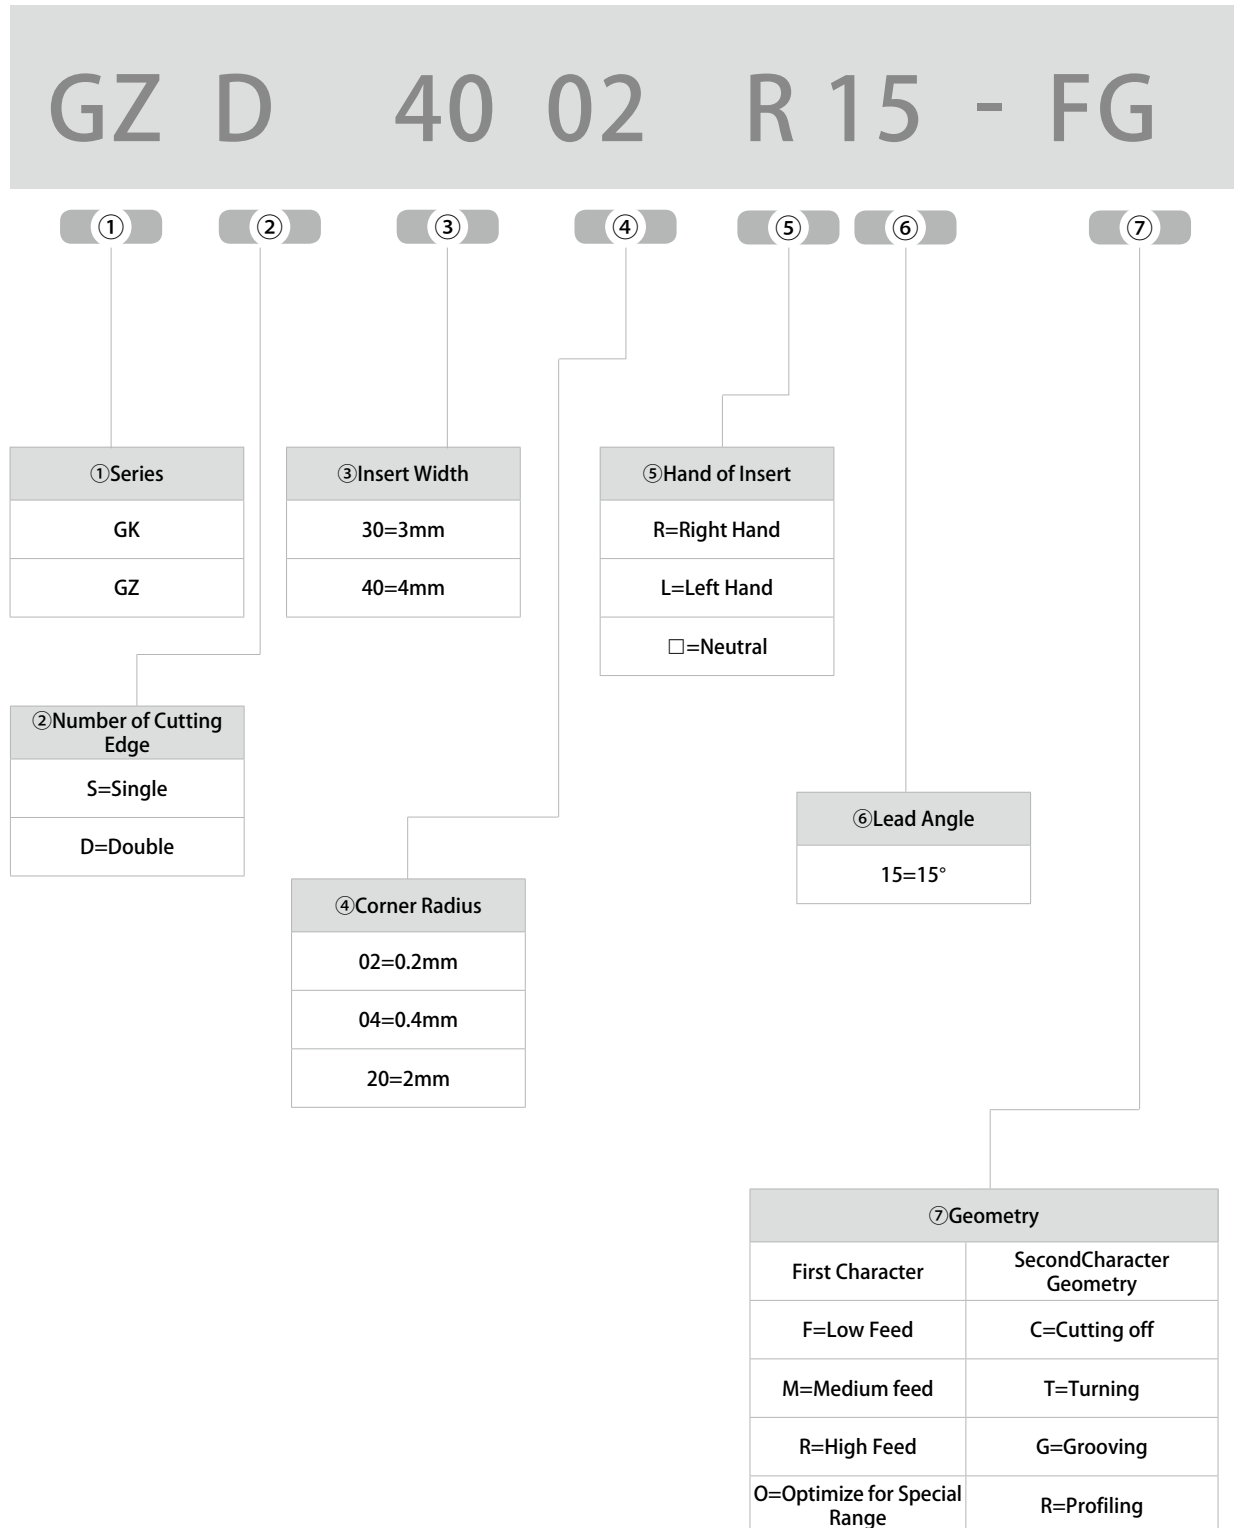 GZ D 40 02 R 15 - FG
① ② ③ ④ ⑤ ⑥ ⑦
①Series
GK
GZ
③Insert Width
30=3mm
40=4mm
⑤Hand of Insert
R=Right Hand
L=Left Hand
□=Neutral
②Number of Cutting
Edge
S=Single
D=Double
④Corner Radius
02=0.2mm
04=0.4mm
20=2mm
⑥Lead Angle
15=15°
⑦Geometry
First Character
SecondCharacter
Geometry
F=Low Feed
C=Cutting off
M=Medium feed
T=Turning
R=High Feed
G=Grooving
O=Optimize for Special
Range
R=Profiling